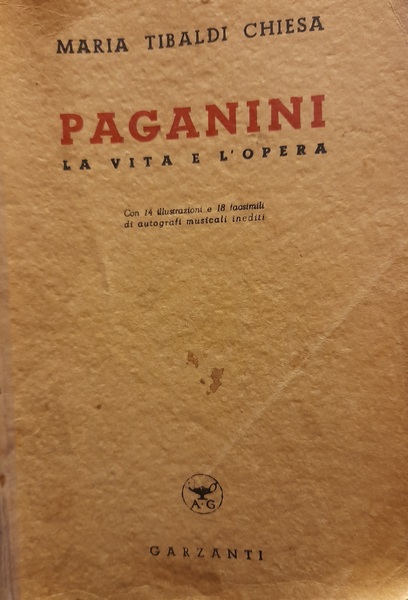 MARIA TIBALDI CHIESA
PAGANINI
LA VITA E L'OPERA
Con 14 illustrazioni e 18 facsimili
di autografi musicali inediti
A·G
GARZANTI